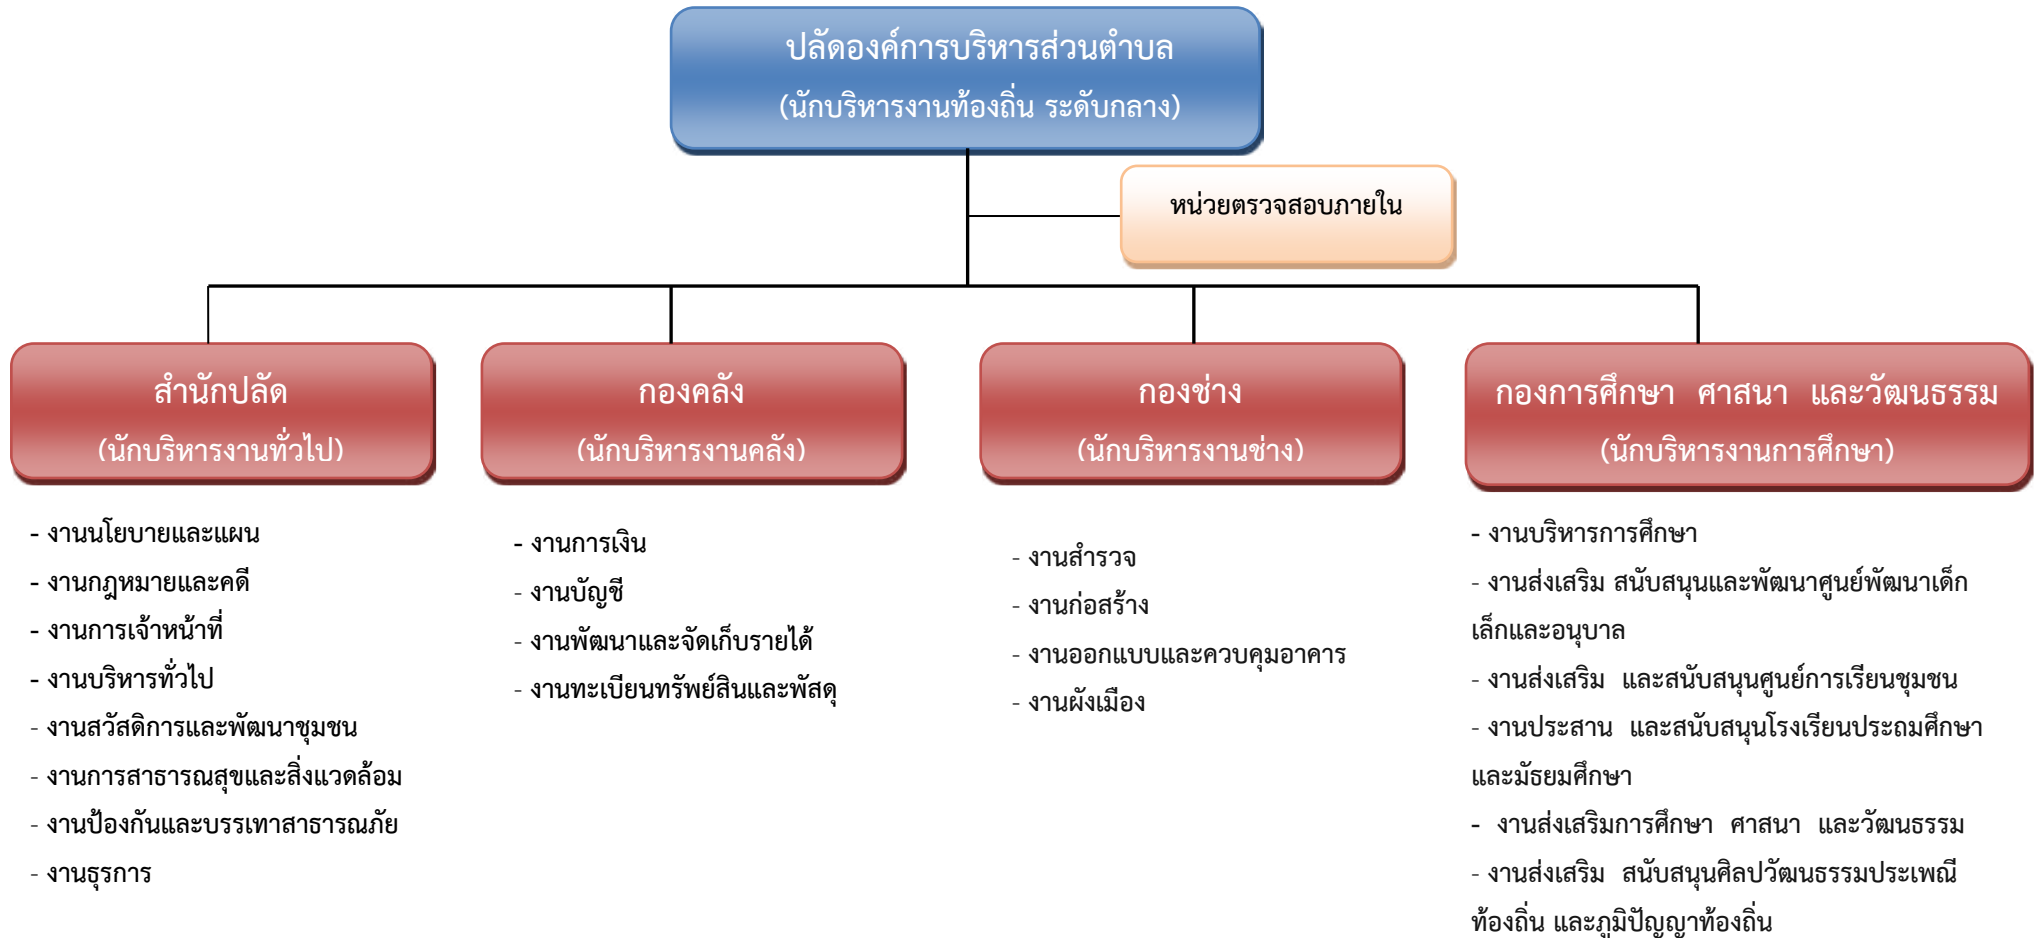 ปลัดองค์การบริหารส่วนตำบล
(นักบริหารงานท้องถิ่น ระดับกลาง)
หน่วยตรวจสอบภายใน
สำนักปลัด
(นักบริหารงานทั่วไป)
กองคลัง
(นักบริหารงานคลัง)
กองช่าง
(นักบริหารงานช่าง)
กองการศึกษา ศาสนา และวัฒนธรรม
(นักบริหารงานการศึกษา)
- งานนโยบายและแผน
- งานกฎหมายและคดี
- งานการเจ้าหน้าที่
- งานบริหารทั่วไป
- งานสวัสดิการและพัฒนาชุมชน
- งานการสาธารณสุขและสิ่งแวดล้อม
- งานป้องกันและบรรเทาสาธารณภัย
- งานธุรการ
- งานการเงิน
- งานบัญชี
- งานพัฒนาและจัดเก็บรายได้
- งานทะเบียนทรัพย์สินและพัสดุ
- งานสำรวจ
- งานก่อสร้าง
- งานออกแบบและควบคุมอาคาร
- งานผังเมือง
- งานบริหารการศึกษา
- งานส่งเสริม สนับสนุนและพัฒนาศูนย์พัฒนาเด็ก
เล็กและอนุบาล
- งานส่งเสริม และสนับสนุนศูนย์การเรียนชุมชน
- งานประสาน และสนับสนุนโรงเรียนประถมศึกษา
และมัธยมศึกษา
- งานส่งเสริมการศึกษา ศาสนา และวัฒนธรรม
- งานส่งเสริม สนับสนุนศิลปวัฒนธรรมประเพณี
ท้องถิ่น และภูมิปัญญาท้องถิ่น